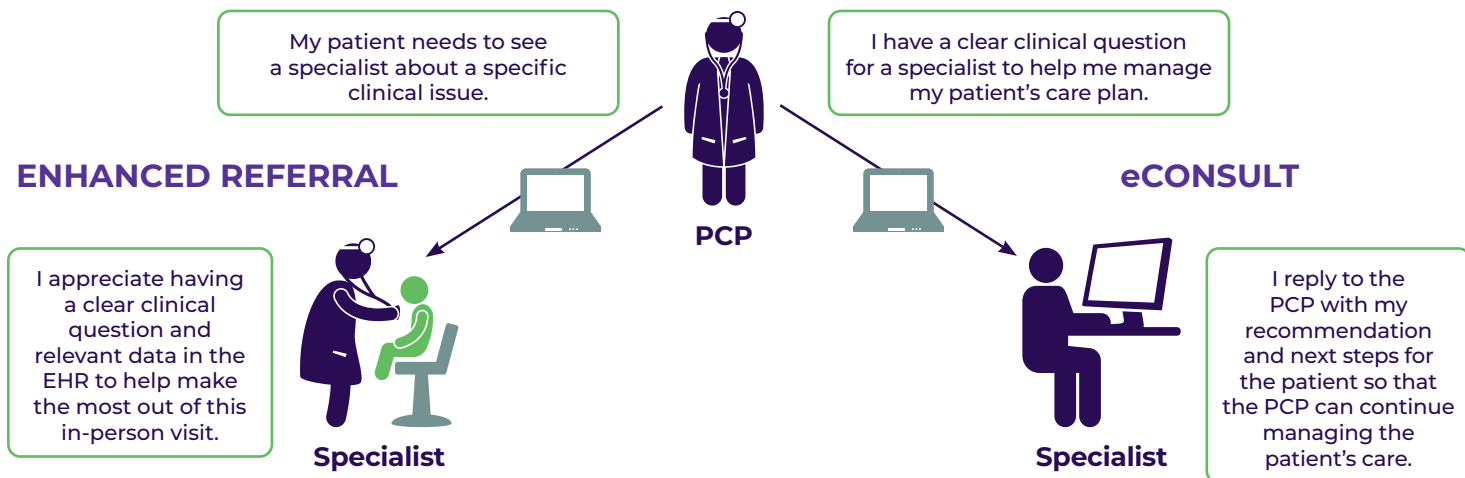 My patient needs to see
a specialist about a specific
clinical issue.
I have a clear clinical question
for a specialist to help me manage
my patient’s care plan.
ENHANCED REFERRAL
eCONSULT
PCP
I appreciate having
a clear clinical
question and
relevant data in the
EHR to help make
the most out of this
in-person visit.
Specialist
I reply to the
PCP with my
recommendation
and next steps for
the patient so that
the PCP can continue
managing the
patient’s care.
Specialist